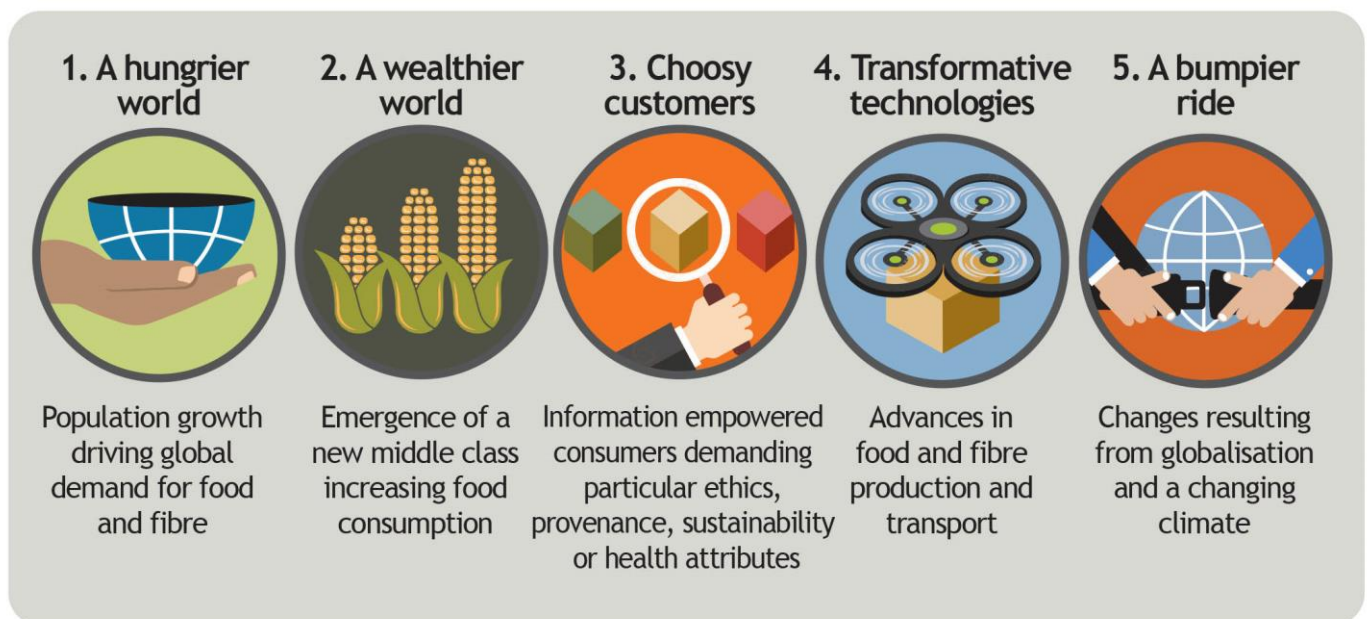 1. A hungrier
world
Population growth
driving global
demand for food
and fibre
2. A wealthier
world
Emergence of a
new middle class
increasing food
consumption
3. Choosy
customers
Information empowered
consumers demanding
particular ethics,
provenance, sustainability
or health attributes
4. Transformative
technologies
Advances in
food and fibre
production and
transport
5. A bumpier
ride
Changes resulting
from globalisation
and a changing
climate